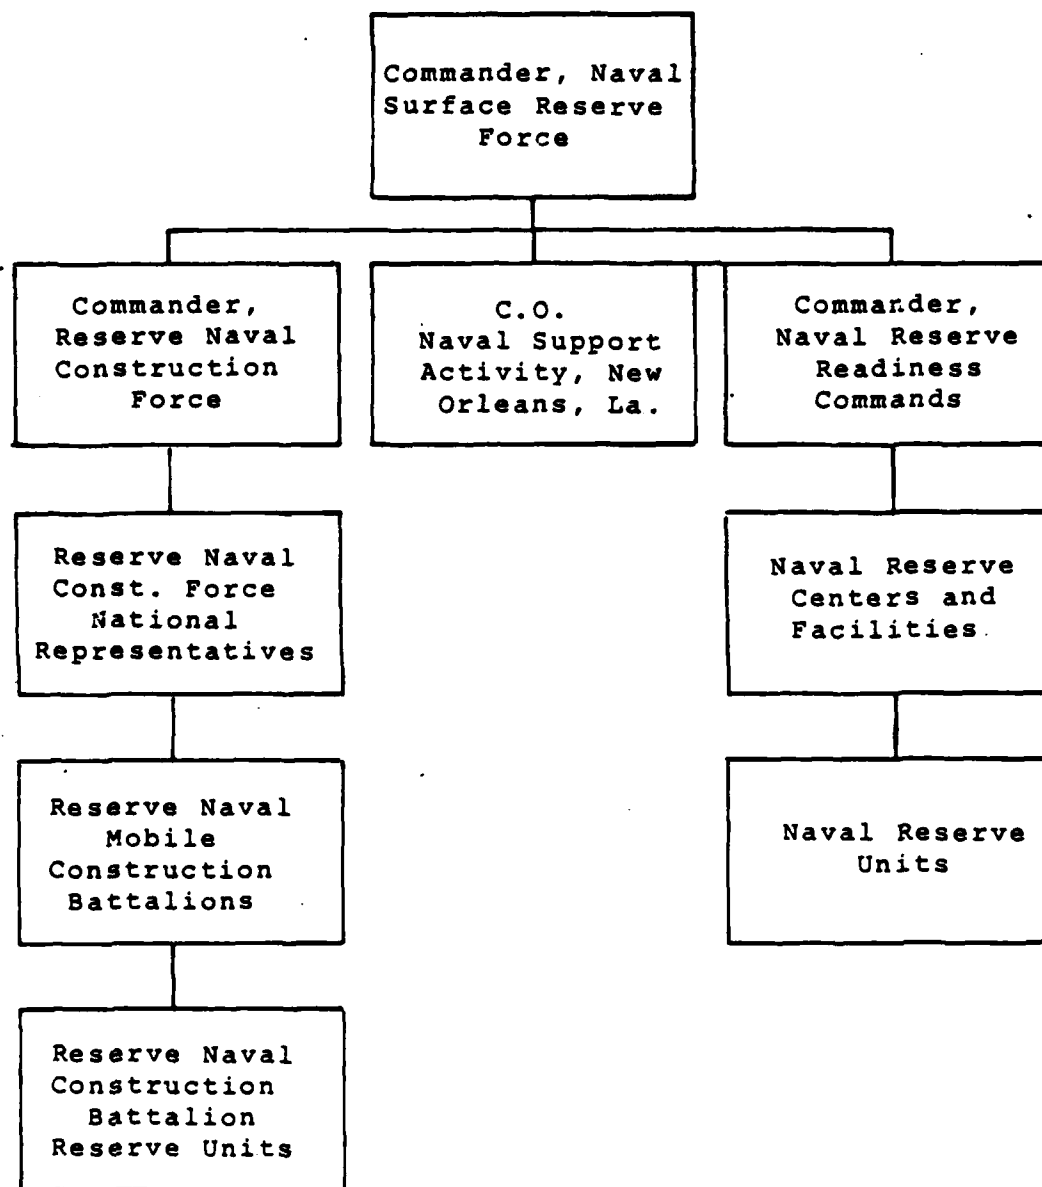 Commander, Naval
Surface Reserve
Force
Commander,
Reserve Naval
Construction
Force
C.O.
Naval Support
Activity, New
Orleans, La.
Commander,
Naval Reserve
Readiness
Commands
Reserve Naval
Const. Force
National
Representatives
Naval Reserve
Centers and
Facilities
Reserve Naval
Mobile
Construction
Battalions
Naval Reserve
Units
Reserve Naval
Construction
Battalion
Reserve Units